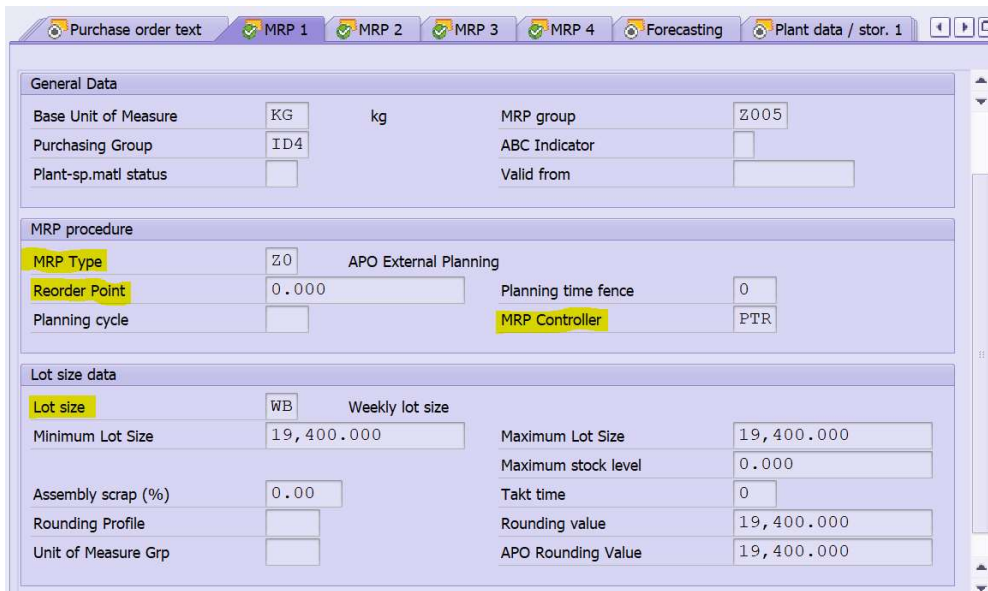 Purchase order text MRP 1 MRP 2 MRP 3 MRP 4 Forecasting Plant data / stor. 1
General Data
Base Unit of Measure KG kg MRP group Z005
Purchasing Group ID4 ABC Indicator
Plant-sp.matl status Valid from
MRP procedure
MRP Type Z0 APO External Planning
Reorder Point 0.000 Planning time fence 0
Planning cycle MRP Controller PTR
Lot size data
Lot size WB Weekly lot size
Minimum Lot Size 19,400.000 Maximum Lot Size 19,400.000
Maximum stock level 0.000
Assembly scrap (%) 0.00 Takt time 0
Rounding Profile Rounding value 19,400.000
Unit of Measure Grp APO Rounding Value 19,400.000